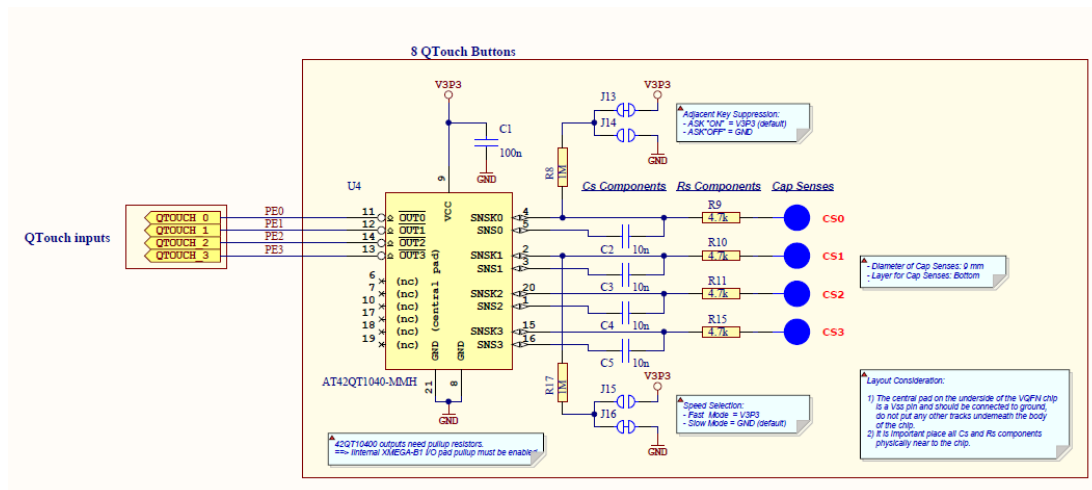 8 QTouch Buttons
V3P3
C1
100n
GND
J13
J14
V3P3
GND
R8
1M
Adjacent Key Suppression:
- ASK "ON" = V3P3 (default)
- ASK"OFF" = GND
U4
9
VCC
Cs Components
Rs Components
Cap Senses
QTouch inputs
QTOUCH_0
QTOUCH_1
QTOUCH_2
QTOUCH_3
PE0
PE1
PE2
PE3
11
12
14
13
OUT0
OUT1
OUT2
OUT3
6
7
10
17
18
19
(nc)
(nc)
(nc)
(nc)
(nc)
(nc)
(central pad)
SNSK0
SNS0
SNSK1
SNS1
SNSK2
SNS2
SNSK3
SNS3
4
5
2
3
20
1
15
16
C2
10n
C3
10n
C4
10n
C5
10n
R9
4.7k
R10
4.7k
R11
4.7k
R15
4.7k
CS0
CS1
CS2
CS3
- Diameter of Cap Senses: 9 mm
- Layer for Cap Senses: Bottom
GND
GND
21
8
AT42QT1040-MMH
GND
R17
1M
J15
J16
V3P3
GND
Speed Selection:
- Fast Mode = V3P3
- Slow Mode = GND (default)
42QT10400 outputs need pullup resistors.
==> IInternal XMEGA-B1 I/O pad pullup must be enabled
Layout Consideration:
1) The central pad on the underside of the VQFN chip
is a Vss pin and should be connected to ground,
do not put any other tracks underneath the body
of the chip.
2) It is important place all Cs and Rs components
physically near to the chip.